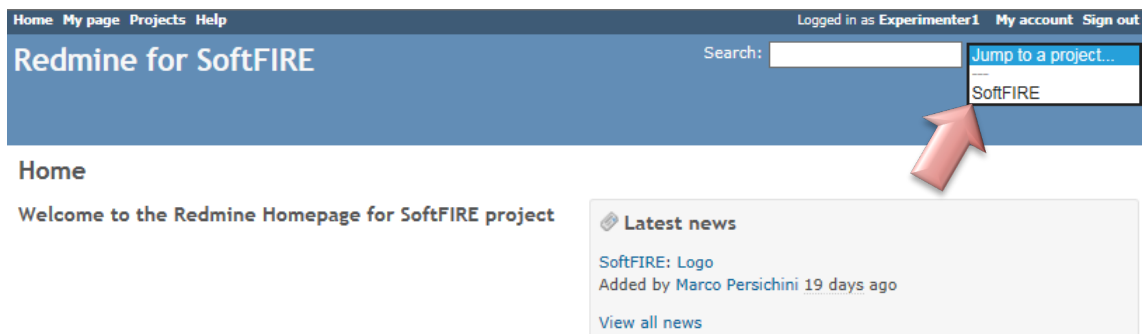 Home My page Projects Help
Logged in as Experimenter1 My account Sign out
Redmine for SoftFIRE
Search:
Jump to a project...
---
SoftFIRE
Home
Welcome to the Redmine Homepage for SoftFIRE project
Latest news
SoftFIRE: Logo
Added by Marco Persichini 19 days ago
View all news